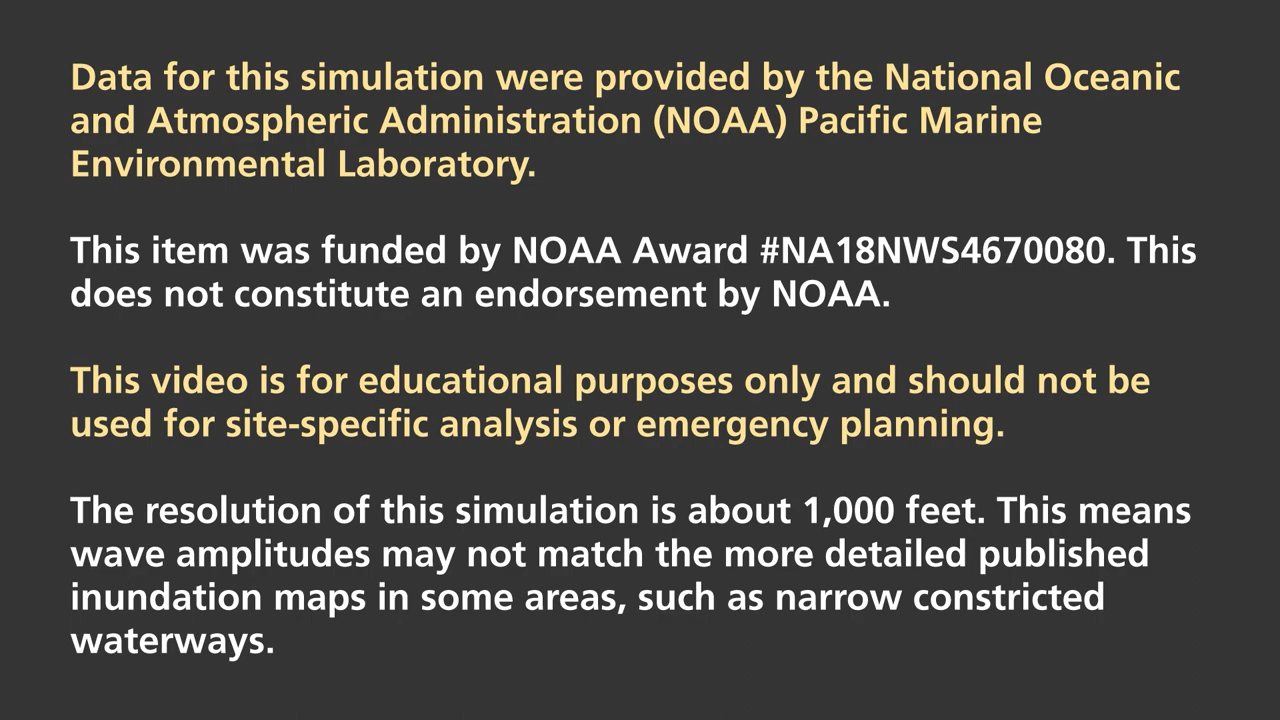 Data for this simulation were provided by the National Oceanic
and Atmospheric Administration (NOAA) Pacific Marine
Environmental Laboratory.
This item was funded by NOAA Award #NA18NWS4670080. This
does not constitute an endorsement by NOAA.
This video is for educational purposes only and should not be
used for site-specific analysis or emergency planning.
The resolution of this simulation is about 1,000 feet. This means
wave amplitudes may not match the more detailed published
inundation maps in some areas, such as narrow constricted
waterways.